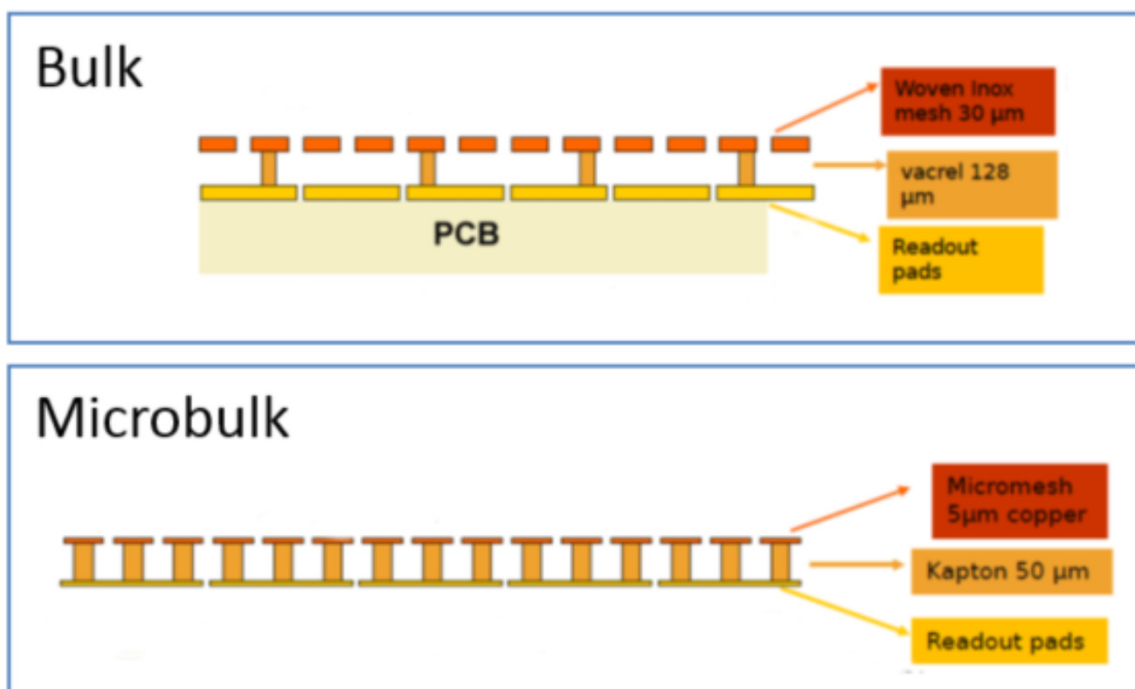 Bulk
Woven Inox
mesh 30 µm
vacrel 128
µm
PCB
Readout
pads
Microbulk
Micromesh
5µm copper
Kapton 50 µm
Readout pads